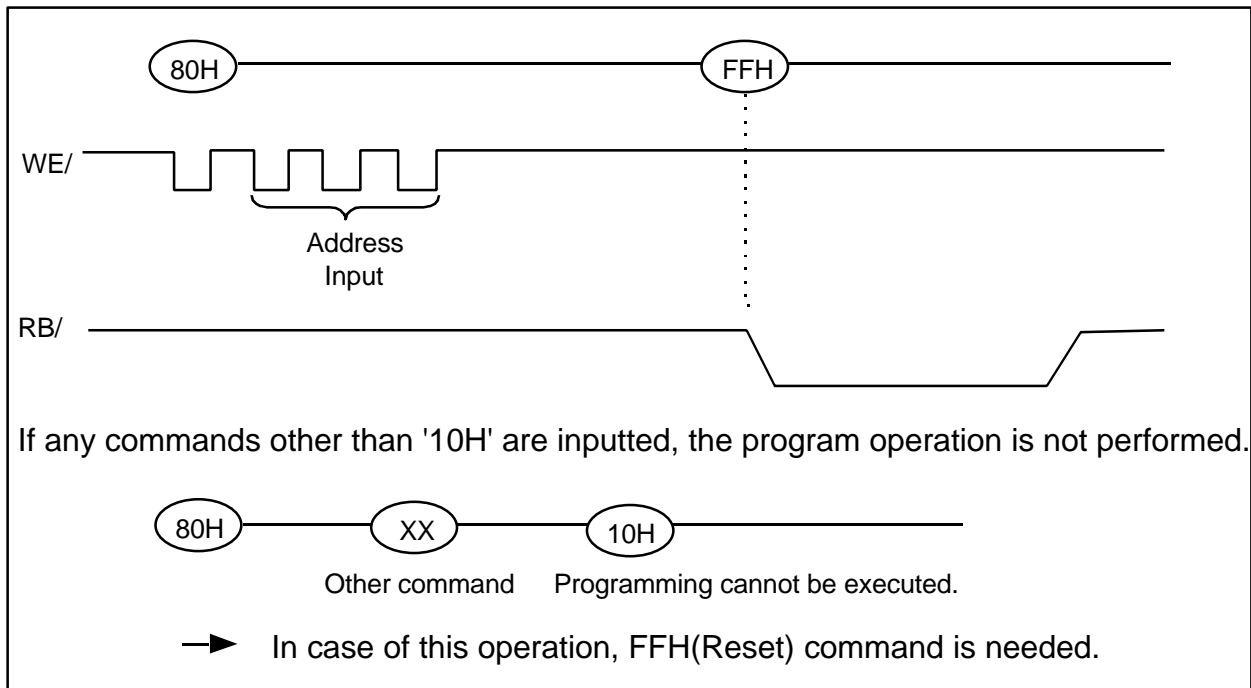 80H FFH
WE/
Address
Input
RB/
If any commands other than '10H' are inputted, the program operation is not performed.
80H XX 10H
Other command Programming cannot be executed.
In case of this operation, FFH(Reset) command is needed.